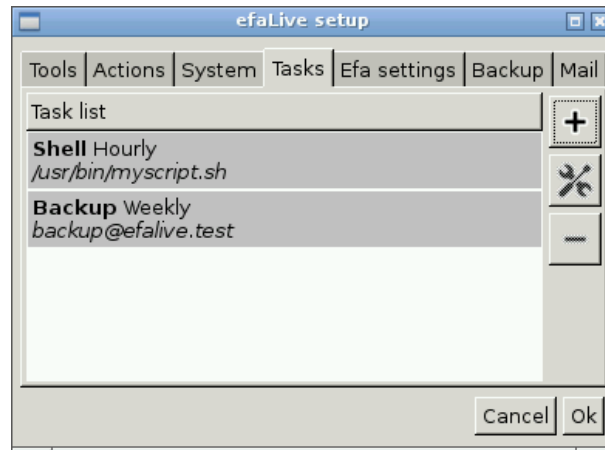 efaLive setup
Tools Actions System Tasks Efa settings Backup Mail
Task list
Shell Hourly
/usr/bin/myscript.sh
Backup Weekly
backup@efalive.test
Cancel Ok